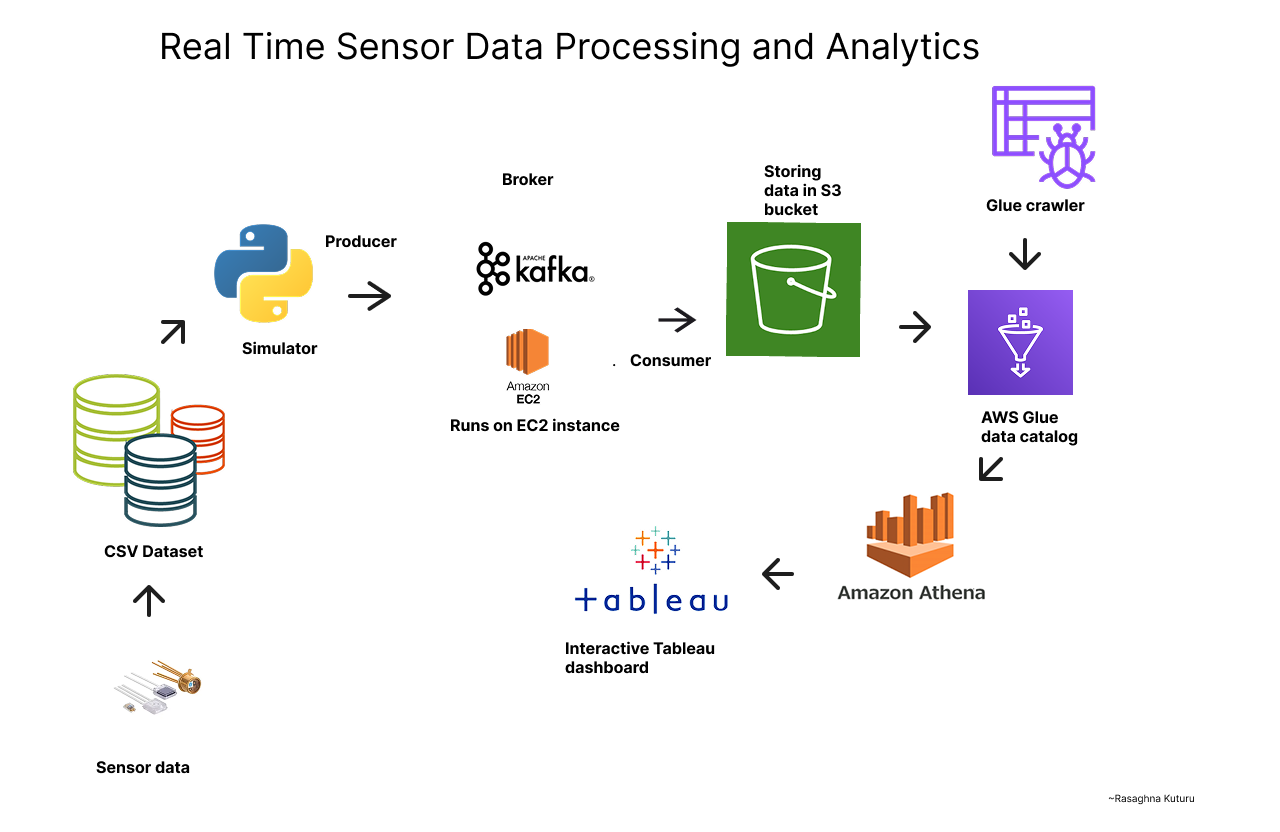 Real Time Sensor Data Processing and Analytics
Glue crawler
Storing
data in S3
bucket
Broker
Producer
APACHE
kafka®
Simulator
Amazon
EC2
Runs on EC2 instance
. Consumer
AWS Glue
data catalog
CSV Dataset
Amazon Athena
+ableau
Interactive Tableau
dashboard
Sensor data
~Rasaghna Kuturu